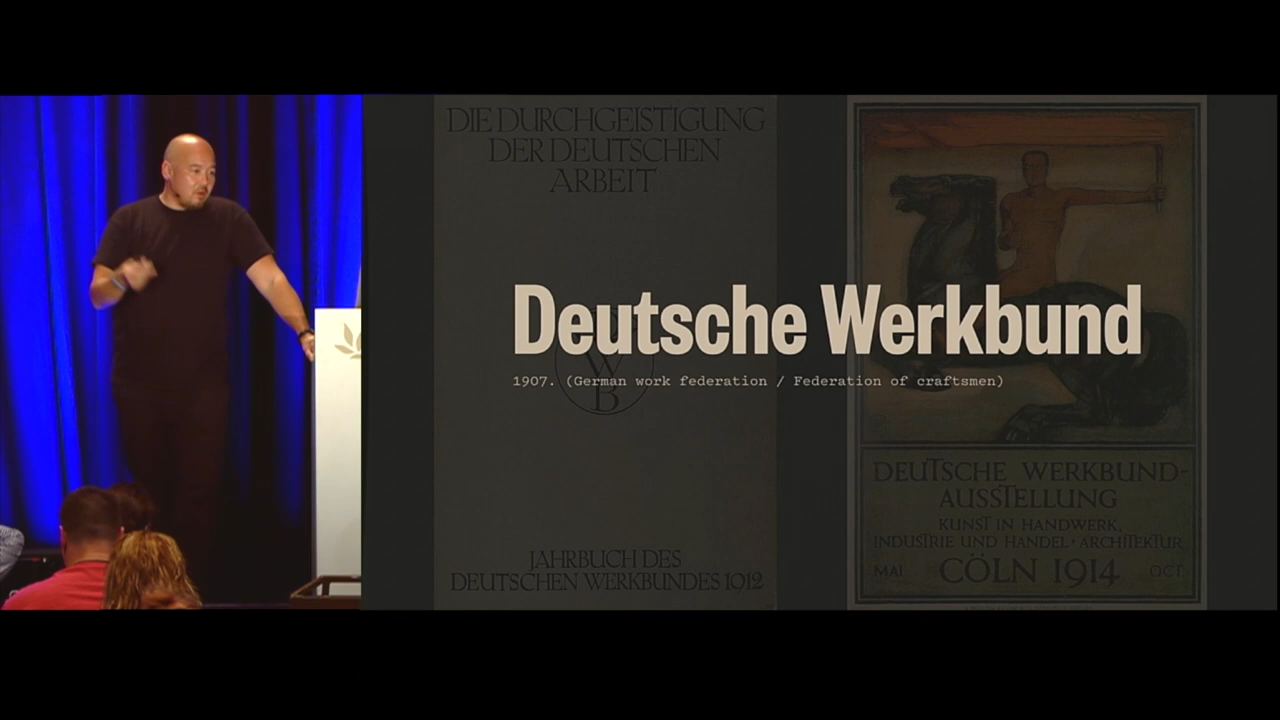 DIE DURCHGEISTIGUNG
DER DEUTSCHEN
ARBEIT
Deutsche Werkbund
1907. (German work federation / Federation of craftsmen)
W
B
JAHRBUCH DES
DEUTSCHEN WERKBUNDES 1912
DEUTSCHE WERKBUND-
AUSSTELLUNG
KUNST IN HANDWERK,
INDUSTRIE UND HANDEL · ARCHITEKTUR
MAI CÖLN 1914 OCT.